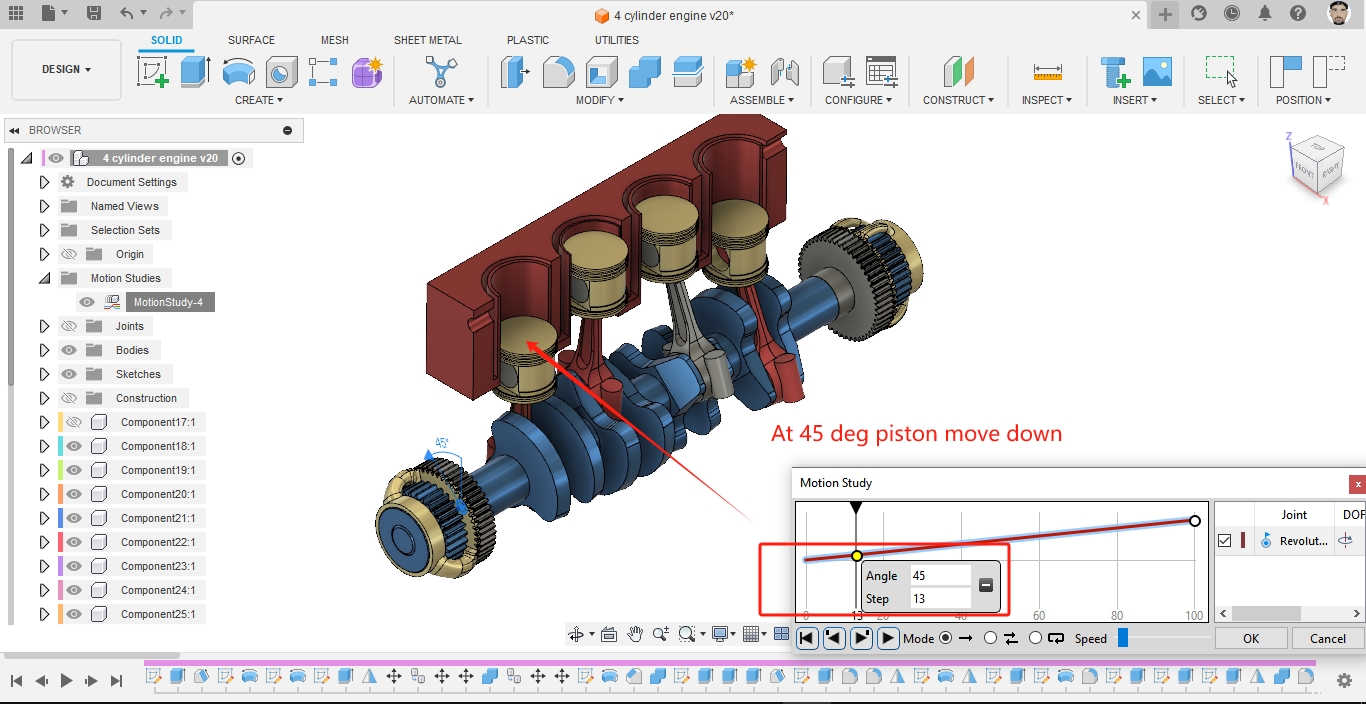 4 cylinder engine v20*
SOLID
SURFACE
MESH
SHEET METAL
PLASTIC
UTILITIES
DESIGN
CREATE
AUTOMATE
MODIFY
ASSEMBLE
CONFIGURE
CONSTRUCT
INSPECT
INSERT
SELECT
POSITION
BROWSER
4 cylinder engine v20
Document Settings
Named Views
Selection Sets
Origin
Motion Studies
MotionStudy-4
Joints
Bodies
Sketches
Construction
Component17:1
Component18:1
Component19:1
Component20:1
Component21:1
Component22:1
Component23:1
Component24:1
Component25:1
Z
TOP
FRONT
RIGHT
X
45°
At 45 deg piston move down
Motion Study
x
Joint DOF
Revolut...
Angle 45
Step 13
0 13 20 40 60 80 100
Mode
Speed
OK
Cancel